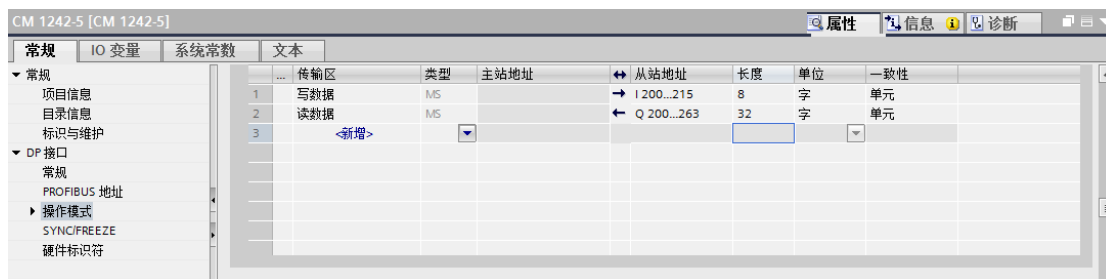 CM 1242-5 [CM 1242-5]
属性 信息 诊断
常规 IO 变量 系统常数 文本
常规
项目信息
目录信息
标识与维护
DP 接口
常规
PROFIBUS 地址
操作模式
SYNC/FREEZE
硬件标识符
... 传输区 类型 主站地址 ↔ 从站地址 长度 单位 一致性
1 写数据 MS → I 200...215 8 字 单元
2 读数据 MS ← Q 200...263 32 字 单元
3 <新增>